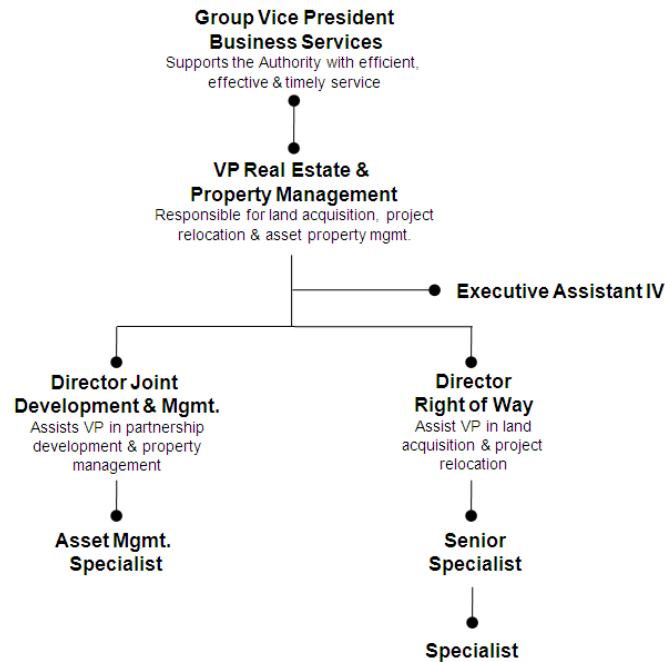 Group Vice President
Business Services
Supports the Authority with efficient,
effective & timely service
VP Real Estate &
Property Management
Responsible for land acquisition, project
relocation & asset property mgmt.
Executive Assistant IV
Director Joint
Development & Mgmt.
Assists VP in partnership
development & property
management
Director
Right of Way
Assist VP in land
acquisition & project
relocation
Asset Mgmt.
Specialist
Senior
Specialist
Specialist